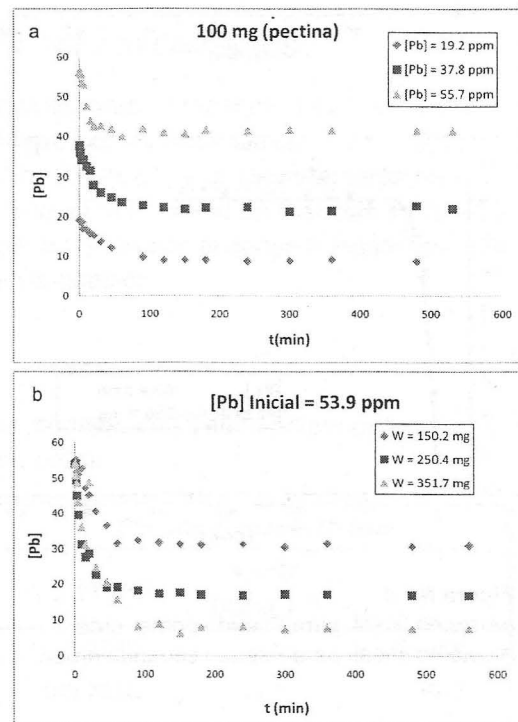 a
100 mg (pectina)
[Pb] = 19.2 ppm
[Pb] = 37.8 ppm
[Pb] = 55.7 ppm
60
50
40
30
20
10
0
[Pb]
0 100 200 300 400 500 600
t(min)
b
[Pb] Inicial = 53.9 ppm
W = 150.2 mg
W = 250.4 mg
W = 351.7 mg
60
50
40
30
20
10
0
[Pb]
0 100 200 300 400 500 600
t (min)